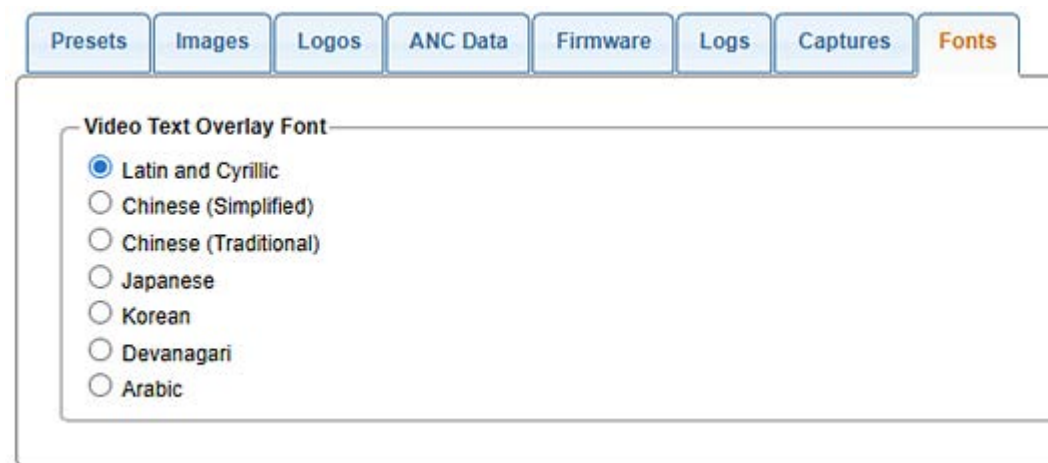 Presets Images Logos ANC Data Firmware Logs Captures Fonts
Video Text Overlay Font
Latin and Cyrillic
Chinese (Simplified)
Chinese (Traditional)
Japanese
Korean
Devanagari
Arabic